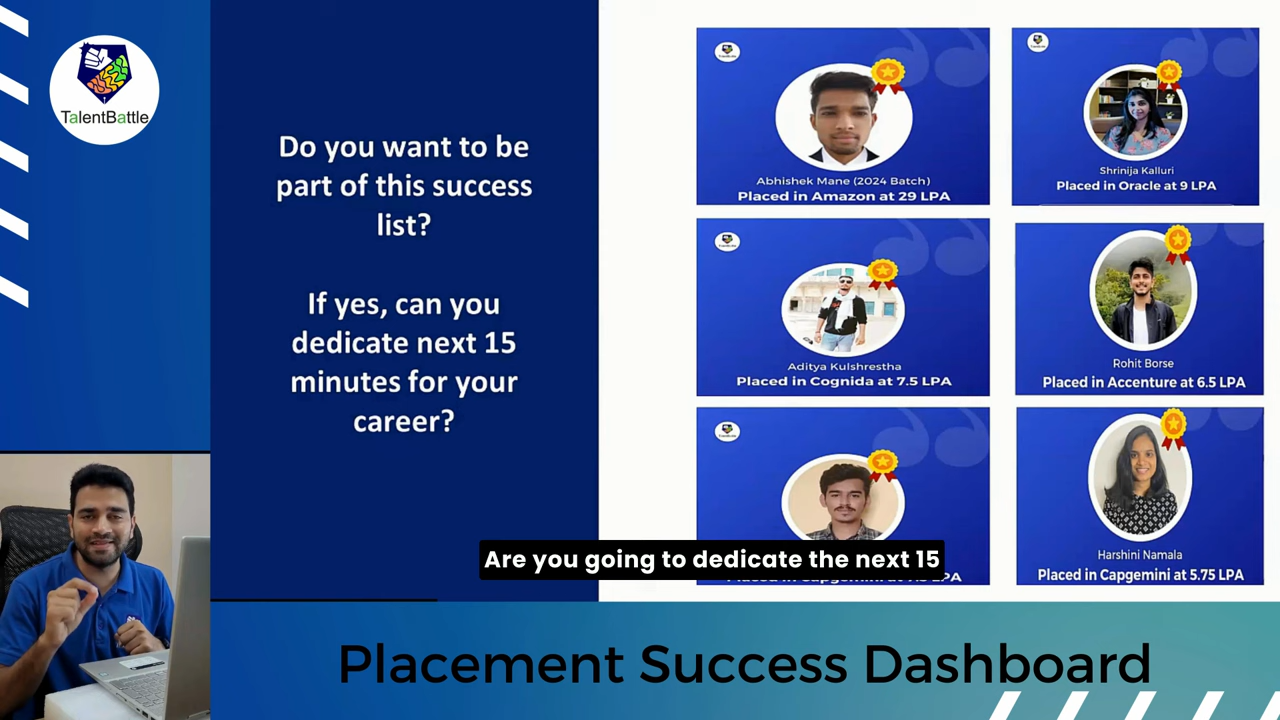 TalentBattle
Do you want to be
part of this success
list?
If yes, can you
dedicate next 15
minutes for your
career?
Abhishek Mane (2024 Batch)
Placed in Amazon at 29 LPA
Shrinija Kalluri
Placed in Oracle at 9 LPA
Aditya Kulshrestha
Placed in Cognida at 7.5 LPA
Rohit Borse
Placed in Accenture at 6.5 LPA
Harshini Namala
Placed in Capgemini at 5.75 LPA
Are you going to dedicate the next 15
Placement Success Dashboard